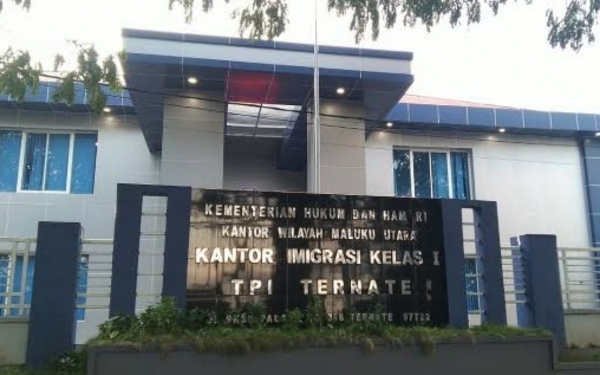 KEMENTERIAN HUKUM DAN HAM RI
KANTOR WILAYAH MALUKU UTARA
KANTOR IMIGRASI KELAS I
TPI TERNATE
TERNATE 97722